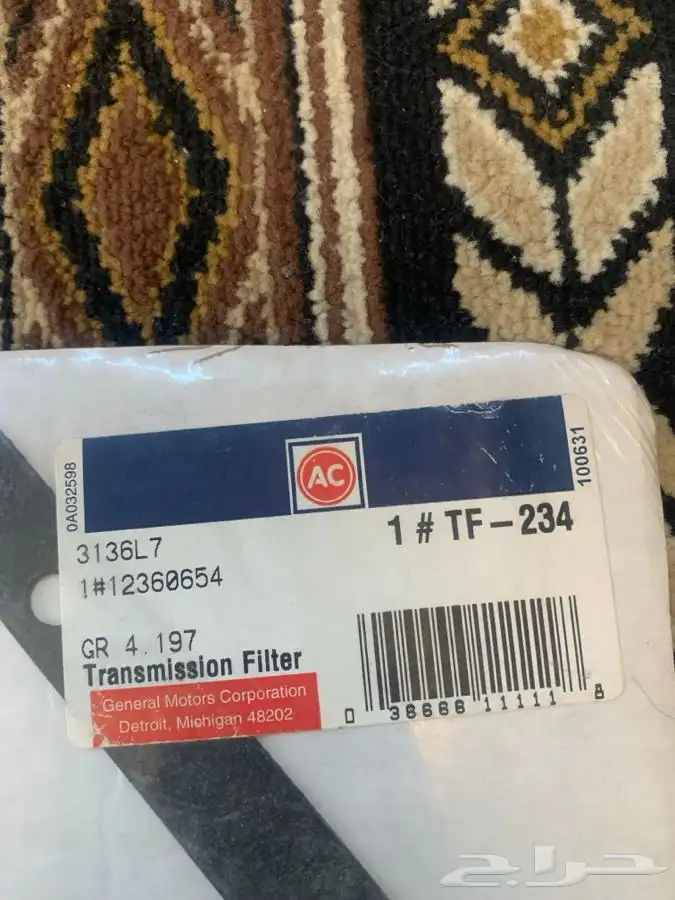 0A032598
AC
100631
1 # TF-234
3136L7
1#12360654
GR 4.197
Transmission Filter
General Motors Corporation
Detroit, Michigan 48202
0 36666 11111 8
حراج